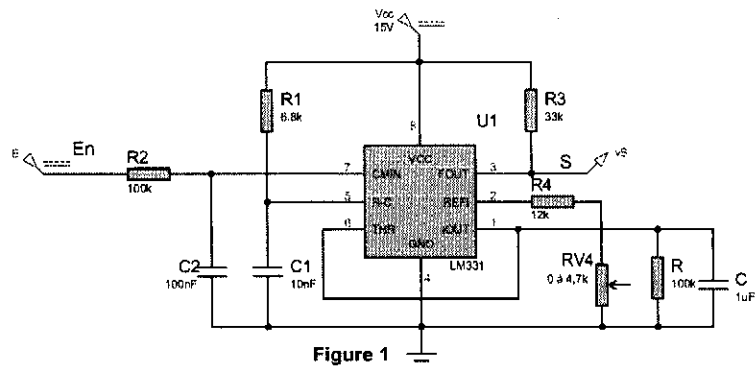 Vcc
15V
R1
6.8k
R3
33k
U1
8
VCC
E
En
R2
100k
7
CMIN
FOUT
3
S
vS
5
R-C
REFI
2
R4
12k
6
THR
IOUT
1
GND
4
LM331
C2
100nF
C1
10nF
RV4
0 à 4,7k
R
100k
C
1uF
Figure 1